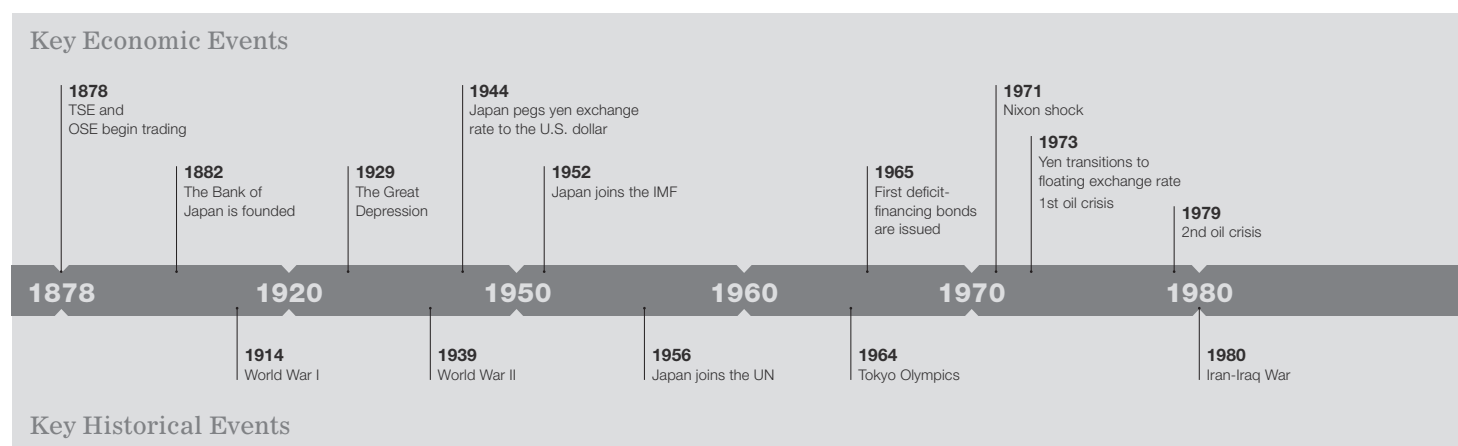 Key Economic Events
1878
TSE and
OSE begin trading
1882
The Bank of
Japan is founded
1929
The Great
Depression
1944
Japan pegs yen exchange
rate to the U.S. dollar
1952
Japan joins the IMF
1965
First deficit-
financing bonds
are issued
1971
Nixon shock
1973
Yen transitions to
floating exchange rate
1st oil crisis
1979
2nd oil crisis
1878
1920
1950
1960
1970
1980
1914
World War I
1939
World War II
1956
Japan joins the UN
1964
Tokyo Olympics
1980
Iran-Iraq War
Key Historical Events